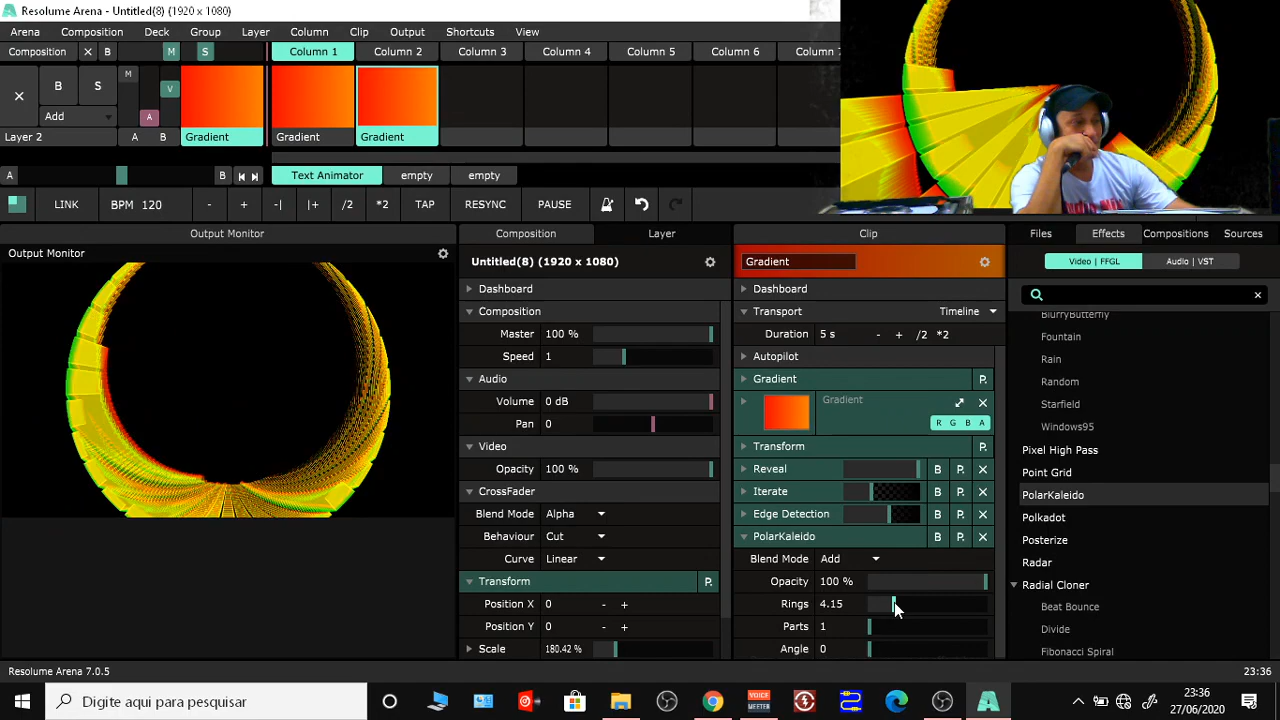 Resolume Arena - Untitled(8) (1920 x 1080)
Arena Composition Deck Group Layer Column Clip Output Shortcuts View
Composition × B M S Column 1 Column 2 Column 3 Column 4 Column 5 Column 6 Column 7
× B S M A V
Add
Layer 2 A B Gradient Gradient Gradient
A B Text Animator empty empty
LINK BPM 120 - + -| |+ /2 *2 TAP RESYNC PAUSE
Output Monitor Composition Layer Clip Files Effects Compositions Sources
Output Monitor Untitled(8) (1920 x 1080) Gradient Video | FFGL Audio | VST
Dashboard Dashboard
Composition Transport Timeline BlurryButterfly
Master 100 % Duration 5 s - + /2 *2 Fountain
Speed 1 Autopilot Rain
Audio Gradient P. Random
Volume 0 dB Gradient Starfield
Pan 0 R G B A Windows95
Video Transform P. Pixel High Pass
Opacity 100 % Reveal B P. × Point Grid
CrossFader Iterate B P. × PolarKaleido
Blend Mode Alpha Edge Detection B P. × Polkadot
Behaviour Cut PolarKaleido B P. × Posterize
Curve Linear Blend Mode Add Radar
Transform P. Opacity 100 % Radial Cloner
Position X 0 - + Rings 4.15 Beat Bounce
Position Y 0 - + Parts 1 Divide
Scale 180.42 % Angle 0 Fibonacci Spiral
Resolume Arena 7.0.5 23:36
Digite aqui para pesquisar VOICE MEETER 23:36
27/06/2020